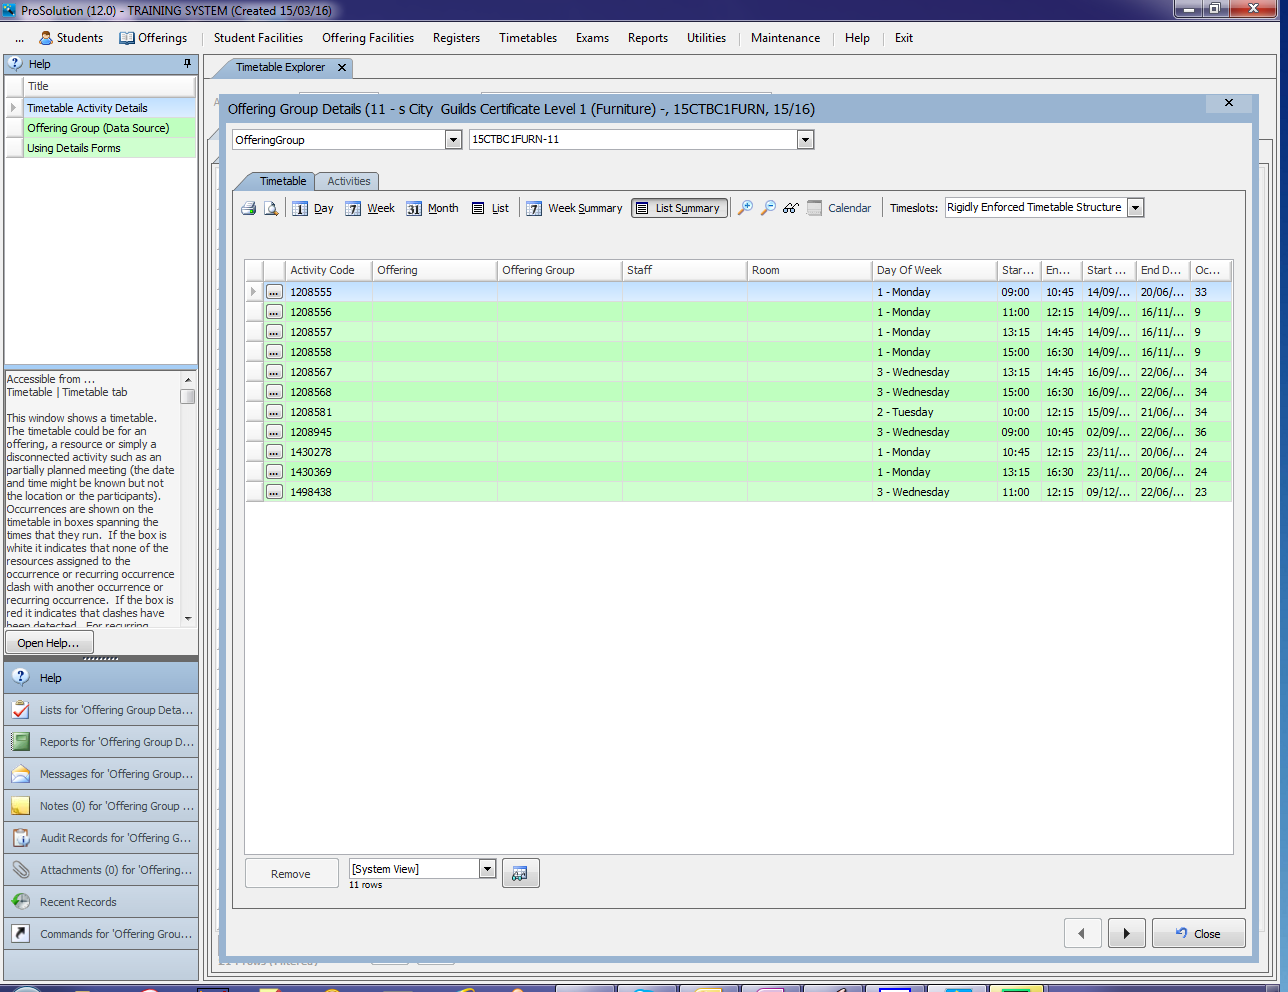 ProSolution (12.0) - TRAINING SYSTEM (Created 15/03/16)
... Students Offerings Student Facilities Offering Facilities Registers Timetables Exams Reports Utilities Maintenance Help Exit
Help
Title
Timetable Activity Details
Offering Group (Data Source)
Using Details Forms
Accessible from ...
Timetable | Timetable tab
This window shows a timetable.
The timetable could be for an
offering, a resource or simply a
disconnected activity such as an
partially planned meeting (the date
and time might be known but not
the location or the participants).
Occurrences are shown on the
timetable in boxes spanning the
times that they run. If the box is
white it indicates that none of the
resources assigned to the
occurrence or recurring occurrence
clash with another occurrence or
recurring occurrence. If the box is
red it indicates that clashes have
been detected. For recurring
Open Help...
Help
Lists for 'Offering Group Deta...
Reports for 'Offering Group D...
Messages for 'Offering Group...
Notes (0) for 'Offering Group ...
Audit Records for 'Offering G...
Attachments (0) for 'Offering...
Recent Records
Commands for 'Offering Grou...
Timetable Explorer
Offering Group Details (11 - s City Guilds Certificate Level 1 (Furniture) -, 15CTBC1FURN, 15/16)
OfferingGroup 15CTBC1FURN-11
Timetable Activities
1 Day 7 Week 31 Month List 7 Week Summary List Summary Calendar Timeslots: Rigidly Enforced Timetable Structure
Activity Code Offering Offering Group Staff Room Day Of Week Star... En... Start ... End D... Oc...
... 1208555 1 - Monday 09:00 10:45 14/09/... 20/06/... 33
... 1208556 1 - Monday 11:00 12:15 14/09/... 16/11/... 9
... 1208557 1 - Monday 13:15 14:45 14/09/... 16/11/... 9
... 1208558 1 - Monday 15:00 16:30 14/09/... 16/11/... 9
... 1208567 3 - Wednesday 13:15 14:45 16/09/... 22/06/... 34
... 1208568 3 - Wednesday 15:00 16:30 16/09/... 22/06/... 34
... 1208581 2 - Tuesday 10:00 12:15 15/09/... 21/06/... 34
... 1208945 3 - Wednesday 09:00 10:45 02/09/... 22/06/... 36
... 1430278 1 - Monday 10:45 12:15 23/11/... 20/06/... 24
... 1430369 1 - Monday 13:15 16:30 23/11/... 20/06/... 24
... 1498438 3 - Wednesday 11:00 12:15 09/12/... 22/06/... 23
Remove [System View]
11 rows
Close